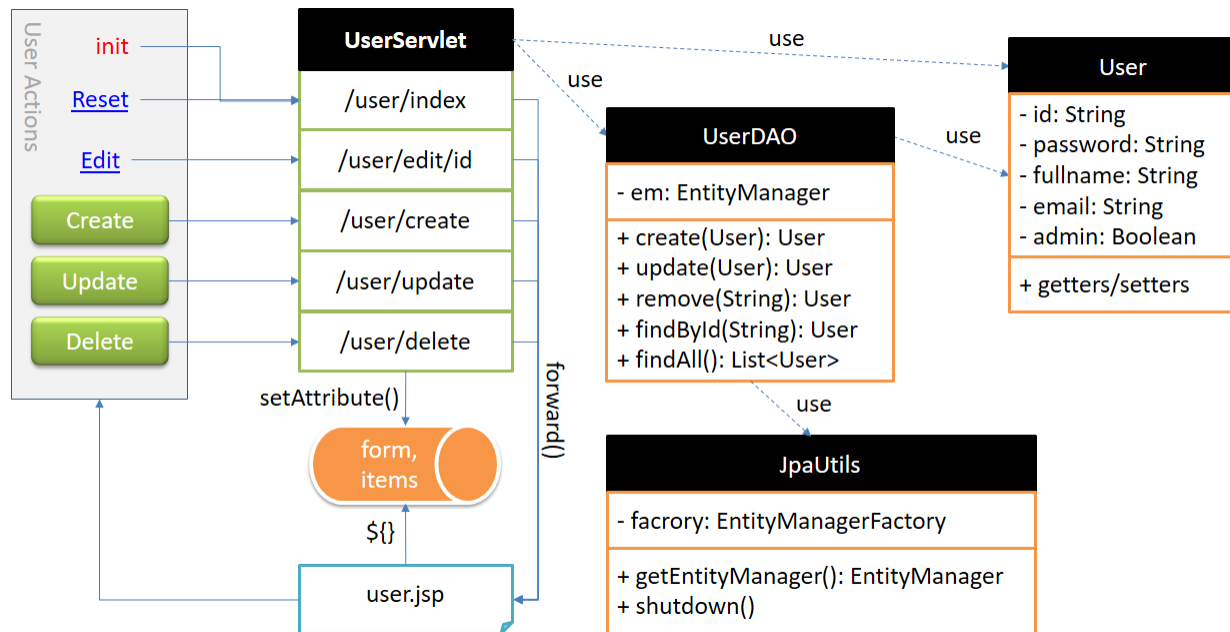 User Actions
init
Reset
Edit
Create
Update
Delete
UserServlet
/user/index
/user/edit/id
/user/create
/user/update
/user/delete
setAttribute()
forward()
form,
items
${}
user.jsp
use
use
use
use
UserDAO
- em: EntityManager
+ create(User): User
+ update(User): User
+ remove(String): User
+ findById(String): User
+ findAll(): List<User>
User
- id: String
- password: String
- fullname: String
- email: String
- admin: Boolean
+ getters/setters
JpaUtils
- facrory: EntityManagerFactory
+ getEntityManager(): EntityManager
+ shutdown()